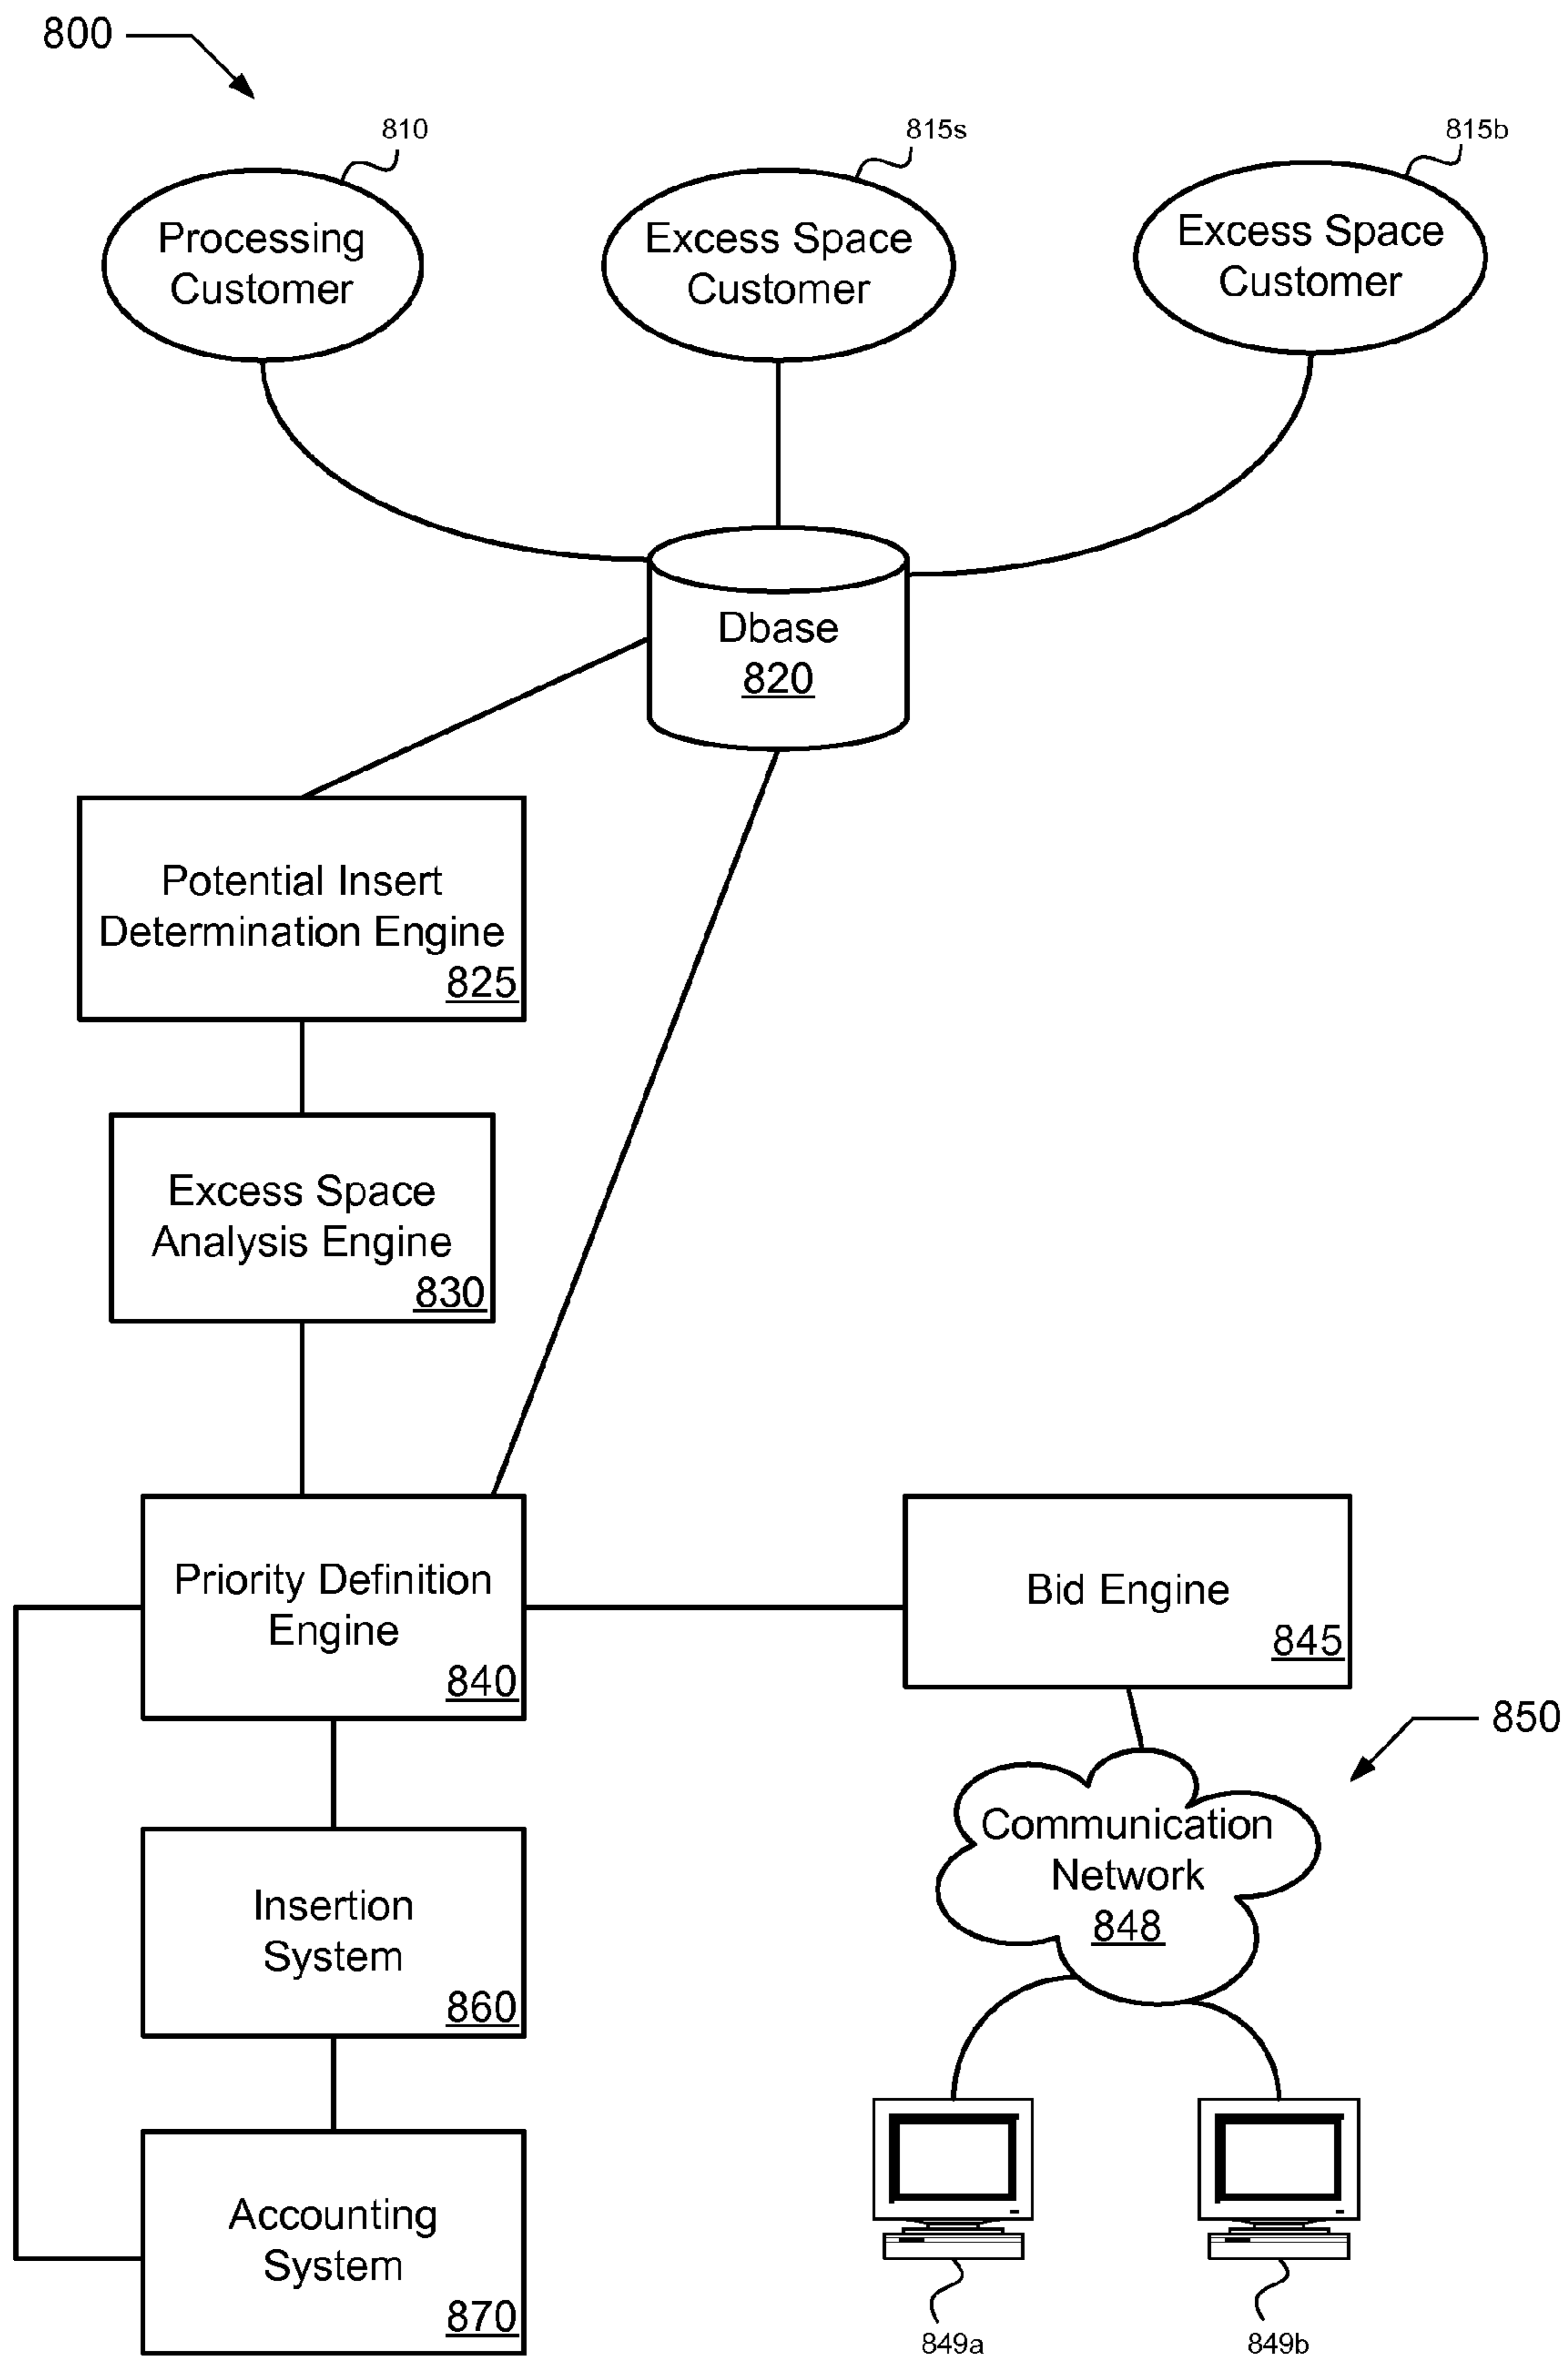 800
810
815s
815b
Processing
Customer
Excess Space
Customer
Excess Space
Customer
Dbase
820
Potential Insert
Determination Engine
825
Excess Space
Analysis Engine
830
Priority Definition
Engine
840
Bid Engine
845
850
Communication
Network
848
Insertion
System
860
Accounting
System
870
849a
849b